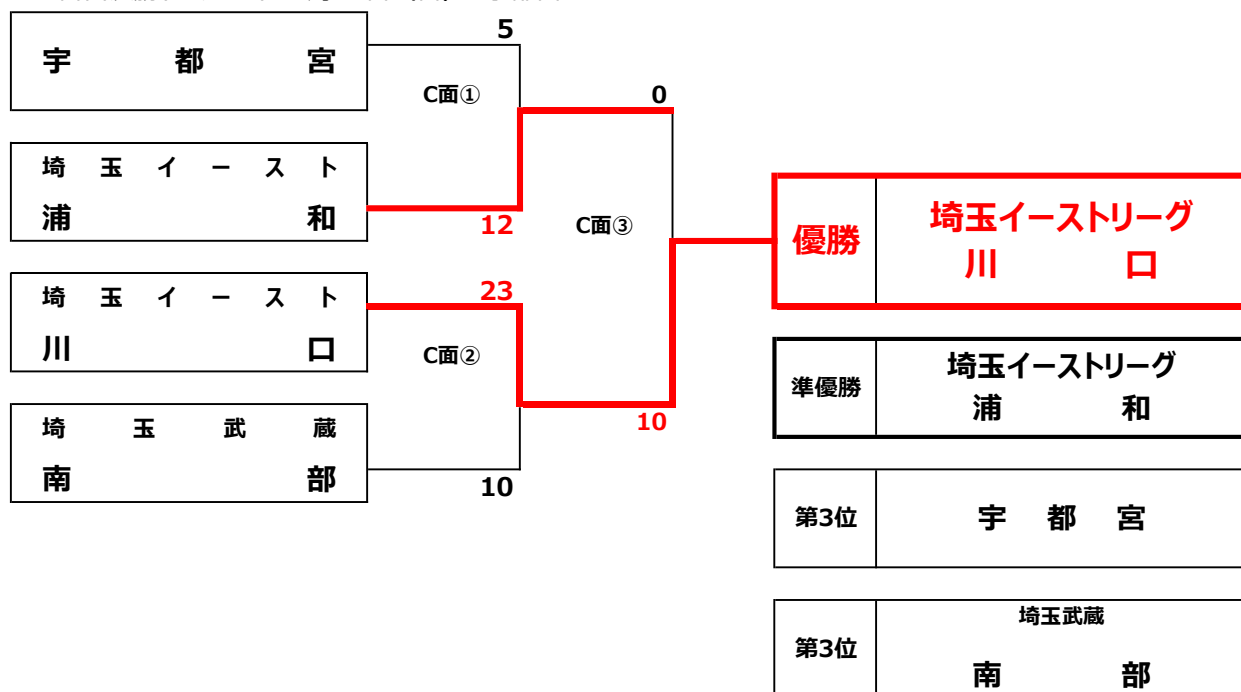 宇都宮
5
C面①
埼玉イースト
浦和
12
0
C面③
埼玉イースト
川口
23
C面②
10
埼玉武蔵
南部
10
優勝
埼玉イーストリーグ
川口
準優勝
埼玉イーストリーグ
浦和
第3位
宇都宮
第3位
埼玉武蔵
南部